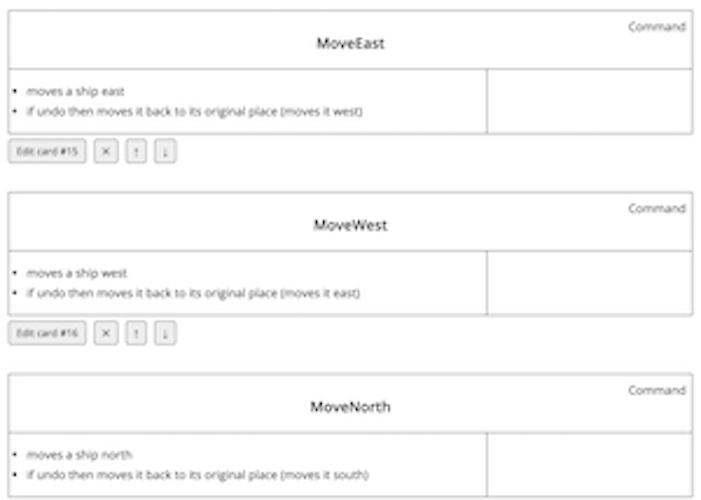 Command
MoveEast
• moves a ship east
• if undo then moves it back to its original place (moves it west)
Edit card #15 × ↑ ↓
Command
MoveWest
• moves a ship west
• if undo then moves it back to its original place (moves it east)
Edit card #16 × ↑ ↓
Command
MoveNorth
• moves a ship north
• if undo then moves it back to its original place (moves it south)